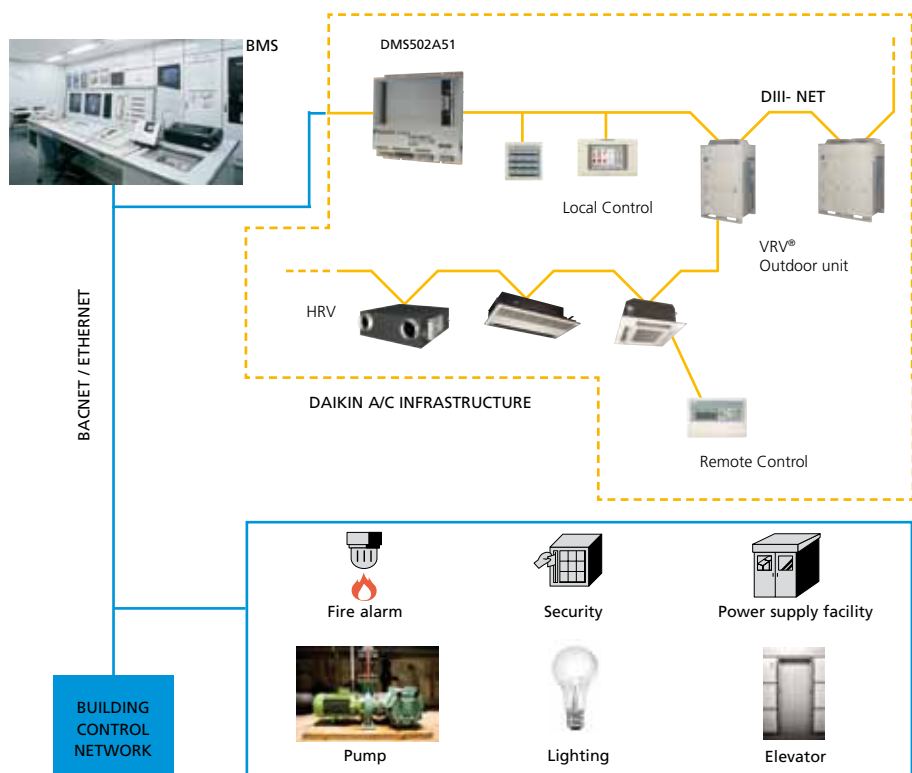 BMS
DMS502A51
DIII- NET
Local Control
VRV®
Outdoor unit
HRV
BACNET / ETHERNET
DAIKIN A/C INFRASTRUCTURE
Remote Control
Fire alarm
Security
Power supply facility
BUILDING
CONTROL
NETWORK
Pump
Lighting
Elevator